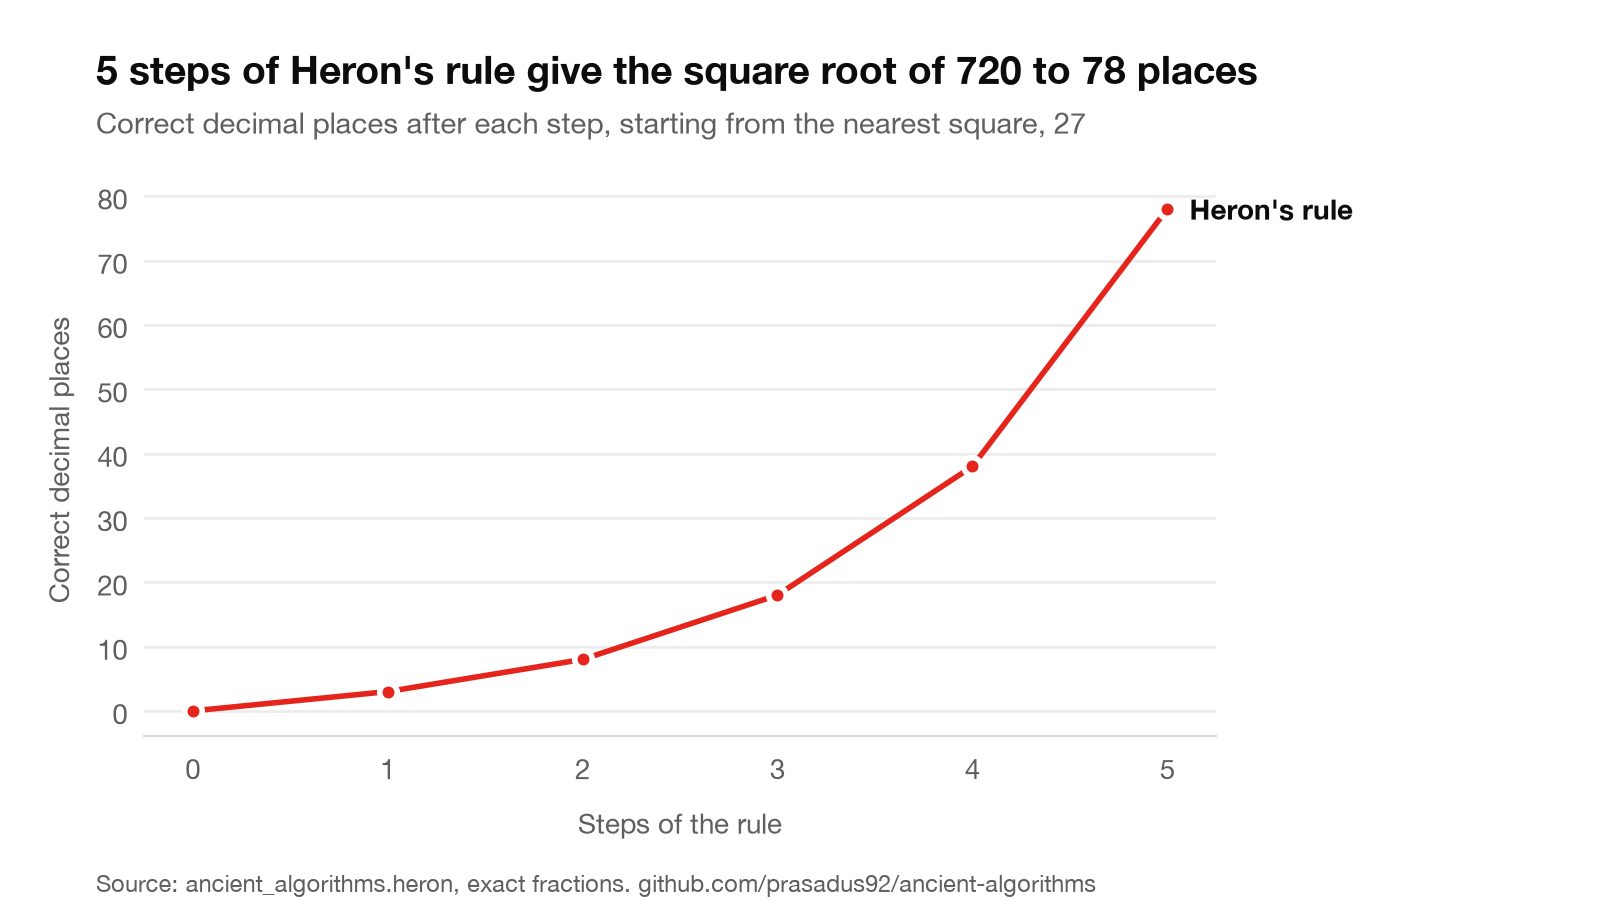 5 steps of Heron's rule give the square root of 720 to 78 places
Correct decimal places after each step, starting from the nearest square, 27
80
70
60
50
40
30
20
10
0
Correct decimal places
Heron's rule
0
1
2
3
4
5
Steps of the rule
Source: ancient_algorithms.heron, exact fractions. github.com/prasadus92/ancient-algorithms